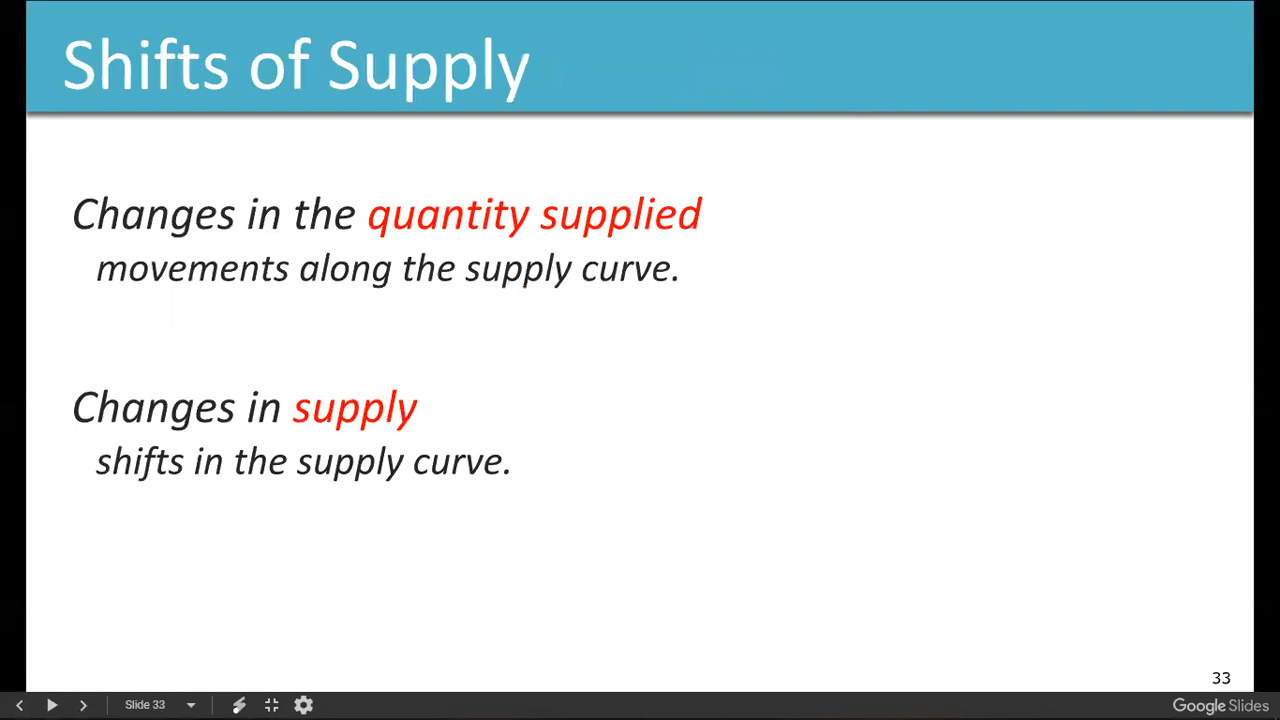 Shifts of Supply
Changes in the quantity supplied
movements along the supply curve.
Changes in supply
shifts in the supply curve.
33
Slide 33
Google Slides